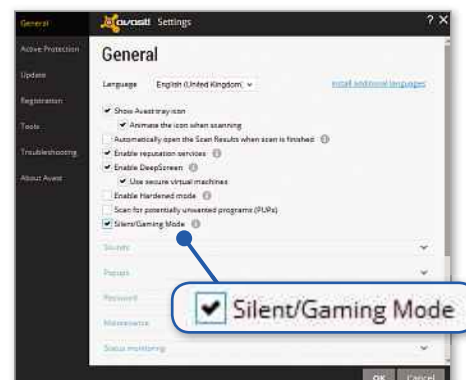 General
avast! Settings
? X
Active Protection
Update
Registration
Tools
Troubleshooting
About Avast
General
Language English (United Kingdom)
Install additional languages
Show Avast tray icon
Animate the icon when scanning
Automatically open the Scan Results when scan is finished
Enable reputation services
Enable DeepScreen
Use secure virtual machines
Enable Hardened mode
Scan for potentially unwanted programs (PUPs)
Silent/Gaming Mode
Sounds
Popups
Password
Maintenance
Status monitoring
Silent/Gaming Mode
OK Cancel